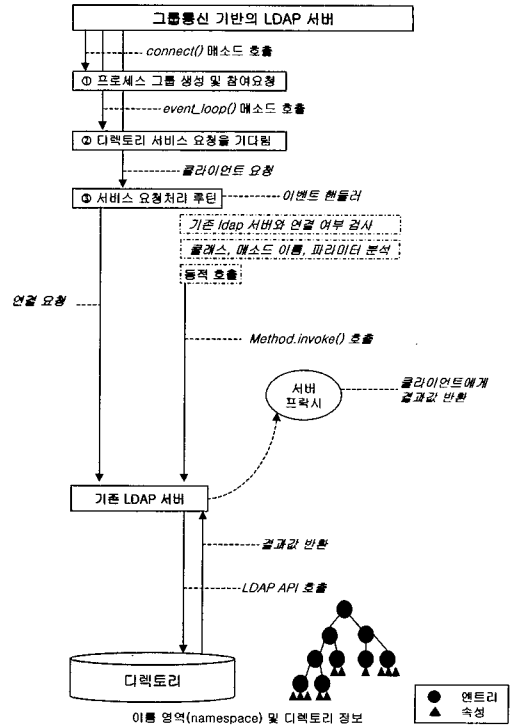 그룹통신 기반의 LDAP 서버
connect() 메소드 호출
① 프로세스 그룹 생성 및 참여요청
event_loop() 메소드 호출
② 디렉토리 서비스 요청을 기다림
클라이언트 요청
③ 서비스 요청처리 루틴
이벤트 핸들러
기존 ldap 서버와 연결 여부 검사
클래스, 메소드 이름, 파라미터 분석
동적 호출
연결 요청
Method.invoke() 호출
서버
프락시
클라이언트에게
결과값 반환
기존 LDAP 서버
결과값 반환
LDAP API 호출
디렉토리
엔트리
속성
이름 영역(namespace) 및 디렉토리 정보